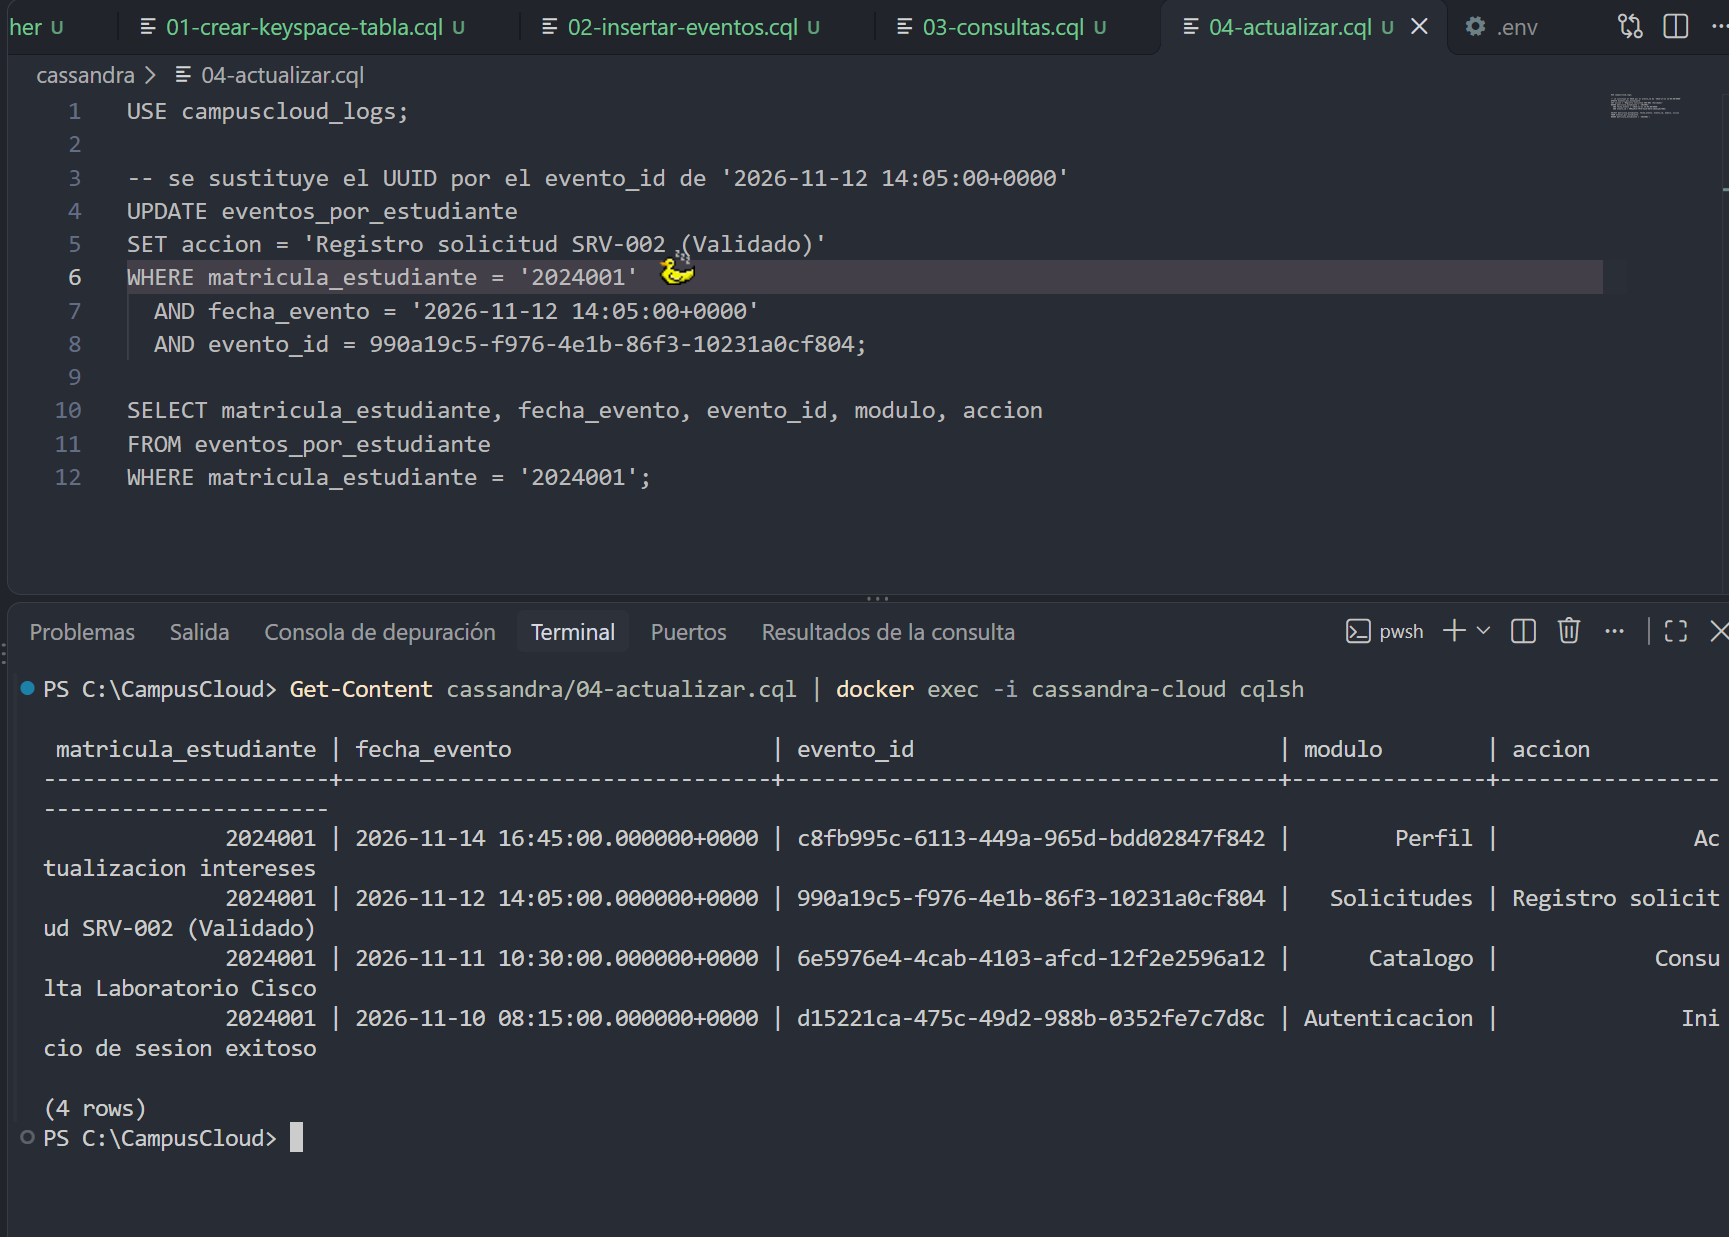 her U
01-crear-keyspace-tabla.cql U
02-insertar-eventos.cql U
03-consultas.cql U
04-actualizar.cql U
.env
cassandra > 04-actualizar.cql
1 USE campuscloud_logs;
2
3 -- se sustituye el UUID por el evento_id de '2026-11-12 14:05:00+0000'
4 UPDATE eventos_por_estudiante
5 SET accion = 'Registro solicitud SRV-002 (Validado)'
6 WHERE matricula_estudiante = '2024001'
7   AND fecha_evento = '2026-11-12 14:05:00+0000'
8   AND evento_id = 990a19c5-f976-4e1b-86f3-10231a0cf804;
9
10 SELECT matricula_estudiante, fecha_evento, evento_id, modulo, accion
11 FROM eventos_por_estudiante
12 WHERE matricula_estudiante = '2024001';
Problemas Salida Consola de depuración Terminal Puertos Resultados de la consulta
pwsh
PS C:\CampusCloud> Get-Content cassandra/04-actualizar.cql | docker exec -i cassandra-cloud cqlsh
 matricula_estudiante | fecha_evento                    | evento_id                            | modulo        | accion
----------------------+---------------------------------+--------------------------------------+---------------+-----------------
----------------------
              2024001 | 2026-11-14 16:45:00.000000+0000 | c8fb995c-6113-449a-965d-bdd02847f842 |        Perfil |               Ac
tualizacion intereses
              2024001 | 2026-11-12 14:05:00.000000+0000 | 990a19c5-f976-4e1b-86f3-10231a0cf804 |   Solicitudes | Registro solicit
ud SRV-002 (Validado)
              2024001 | 2026-11-11 10:30:00.000000+0000 | 6e5976e4-4cab-4103-afcd-12f2e2596a12 |      Catalogo |            Consu
lta Laboratorio Cisco
              2024001 | 2026-11-10 08:15:00.000000+0000 | d15221ca-475c-49d2-988b-0352fe7c7d8c | Autenticacion |              Ini
cio de sesion exitoso
(4 rows)
PS C:\CampusCloud>